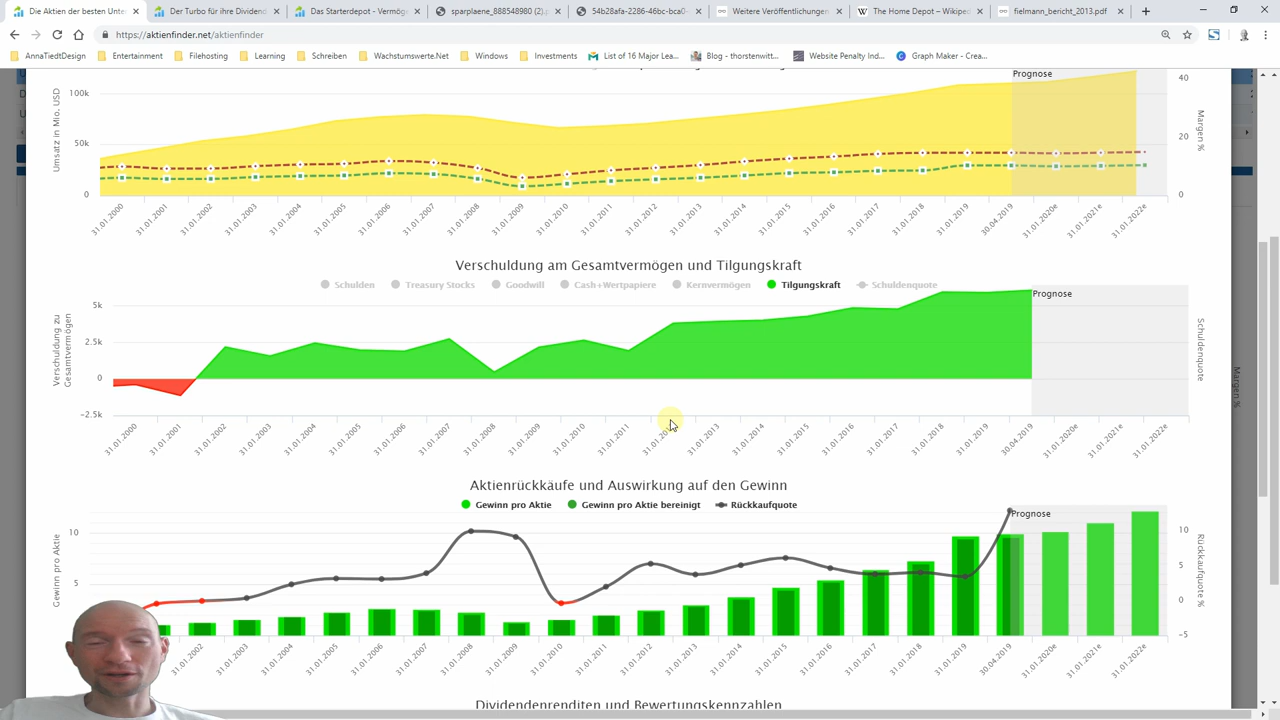 Die Aktien der besten Unte
Der Turbo für ihre Dividend
Das Starterdepot - Vermöge
sparplaene_888548980 (2).
54b28afa-2286-46bc-bca0-
Weitere Veröffentlichungen
The Home Depot – Wikiped
fielmann_bericht_2013.pdf
https://aktienfinder.net/aktienfinder
AnnaTiedtDesign
Entertainment
Filehosting
Learning
Schreiben
Wachstumswerte.Net
Windows
Investments
List of 16 Major Lea...
Blog - thorstenwitt...
Website Penalty Ind...
Graph Maker - Crea...
Prognose
Umsatz in Mio. USD
100k
50k
0
40
20
0
Margen %
31.01.2000
31.01.2001
31.01.2002
31.01.2003
31.01.2004
31.01.2005
31.01.2006
31.01.2007
31.01.2008
31.01.2009
31.01.2010
31.01.2011
31.01.2012
31.01.2013
31.01.2014
31.01.2015
31.01.2016
31.01.2017
31.01.2018
31.01.2019
30.04.2019
31.01.2020e
31.01.2021e
31.01.2022e
Verschuldung am Gesamtvermögen und Tilgungskraft
Schulden
Treasury Stocks
Goodwill
Cash+Wertpapiere
Kernvermögen
Tilgungskraft
Schuldenquote
Prognose
Verschuldung zu
Gesamtvermögen
5k
2.5k
0
−2.5k
Schuldenquote
Margen %
31.01.2000
31.01.2001
31.01.2002
31.01.2003
31.01.2004
31.01.2005
31.01.2006
31.01.2007
31.01.2008
31.01.2009
31.01.2010
31.01.2011
31.01.2013
31.01.2014
31.01.2015
31.01.2016
31.01.2017
31.01.2018
31.01.2019
30.04.2019
31.01.2020e
31.01.2021e
31.01.2022e
Aktienrückkäufe und Auswirkung auf den Gewinn
Gewinn pro Aktie
Gewinn pro Aktie bereinigt
Rückkaufquote
Prognose
Gewinn pro Aktie
10
5
10
5
0
−5
Rückkaufquote %
31.01.2002
31.01.2003
31.01.2004
31.01.2005
31.01.2006
31.01.2007
31.01.2008
31.01.2009
31.01.2010
31.01.2011
31.01.2012
31.01.2013
31.01.2014
31.01.2015
31.01.2016
31.01.2017
31.01.2018
31.01.2019
30.04.2019
31.01.2020e
31.01.2021e
31.01.2022e
Dividendenrenditen und Bewertungskennzahlen